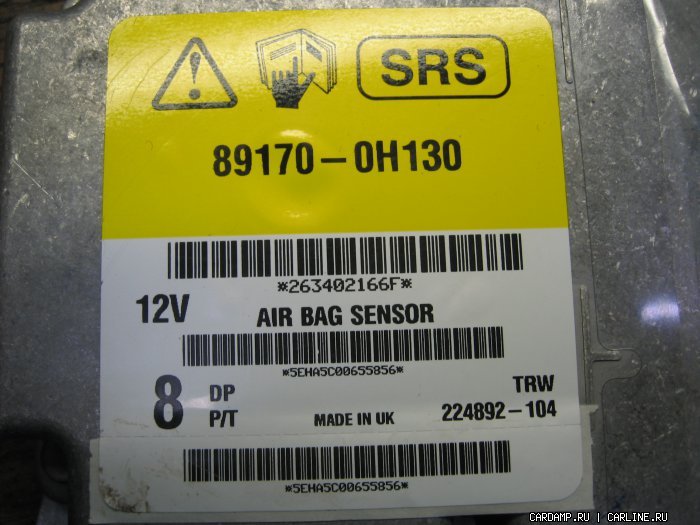 SRS
89170-0H130
*263402166F*
12V AIR BAG SENSOR
*5EHA5C00655856*
8 DP P/T MADE IN UK TRW 224892-104
*5EHA5C00655856*
CARDAMP.RU | CARLINE.RU